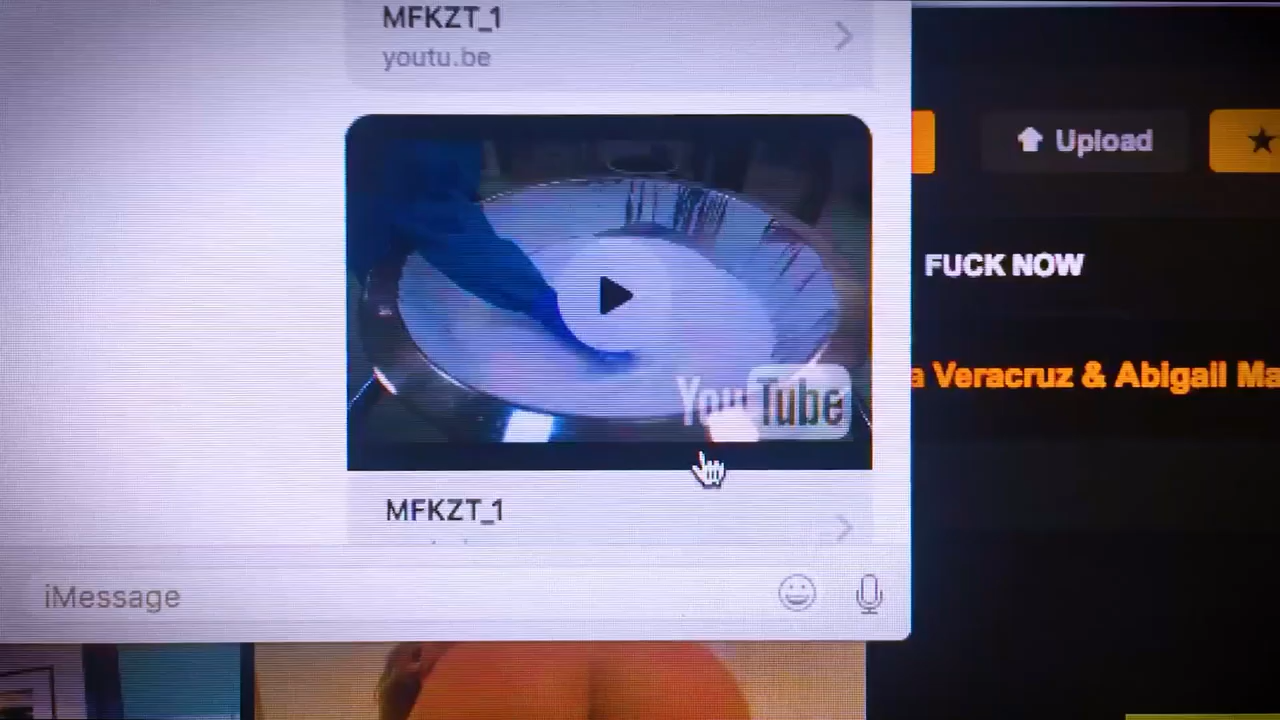 MFKZT_1
youtu.be
Upload
FUCK NOW
YouTube
a Veracruz & Abigail Ma
MFKZT_1
iMessage